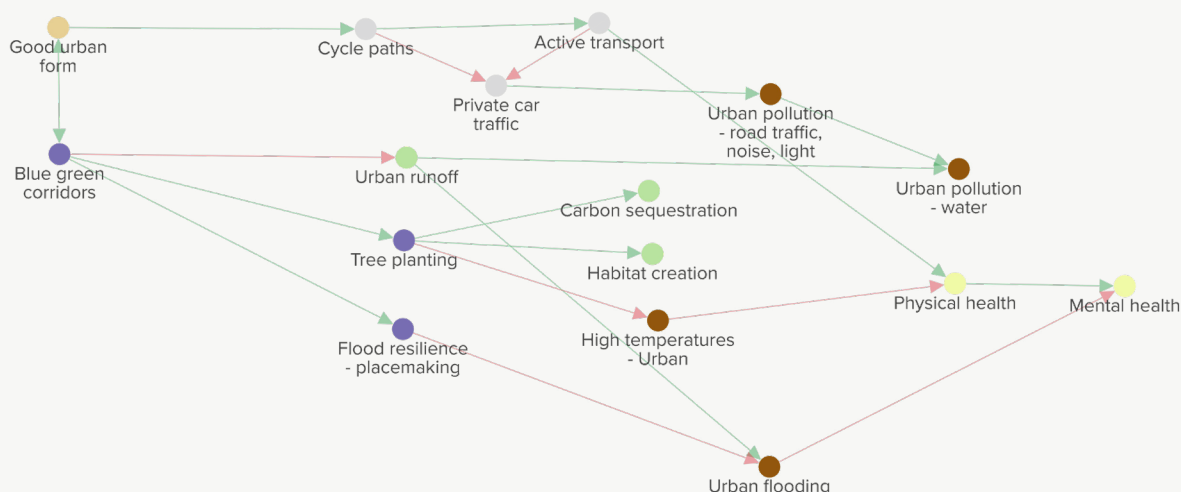 Good urban
form
Cycle paths
Active transport
Private car
traffic
Urban pollution
- road traffic,
noise, light
Blue green
corridors
Urban runoff
Urban pollution
- water
Carbon sequestration
Tree planting
Habitat creation
Physical health
Mental health
High temperatures
- Urban
Flood resilience
- placemaking
Urban flooding